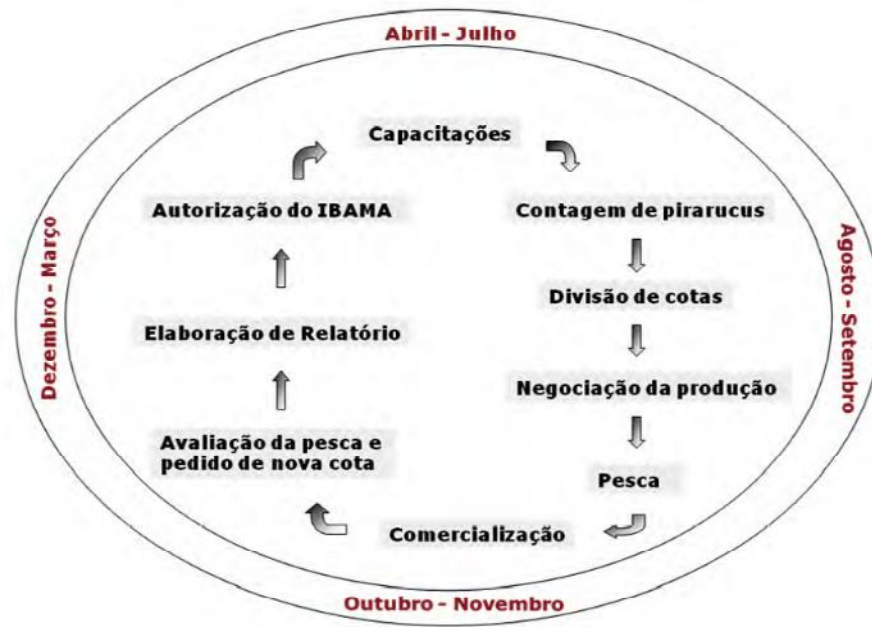 Abril - Julho
Capacitações
Autorização do IBAMA
Contagem de pirarucus
Agosto - Setembro
Dezembro - Março
Divisão de cotas
Elaboração de Relatório
Negociação da produção
Avaliação da pesca e
pedido de nova cota
Pesca
Comercialização
Outubro - Novembro